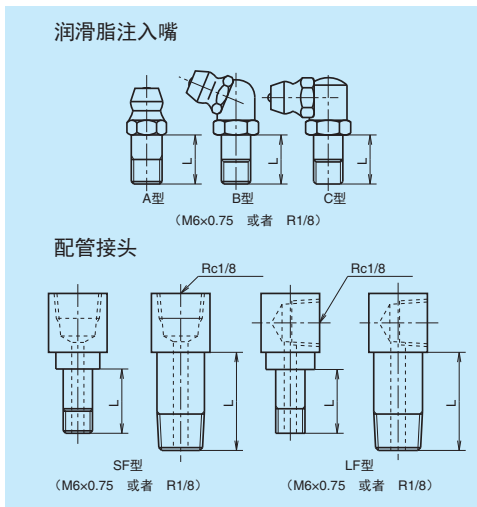 润滑脂注入嘴
L
L
L
A型 B型 C型
（M6×0.75 或者 R1/8）
配管接头
Rc1/8 Rc1/8
L
L
L
L
SF型 LF型
（M6×0.75 或者 R1/8） （M6×0.75 或者 R1/8）